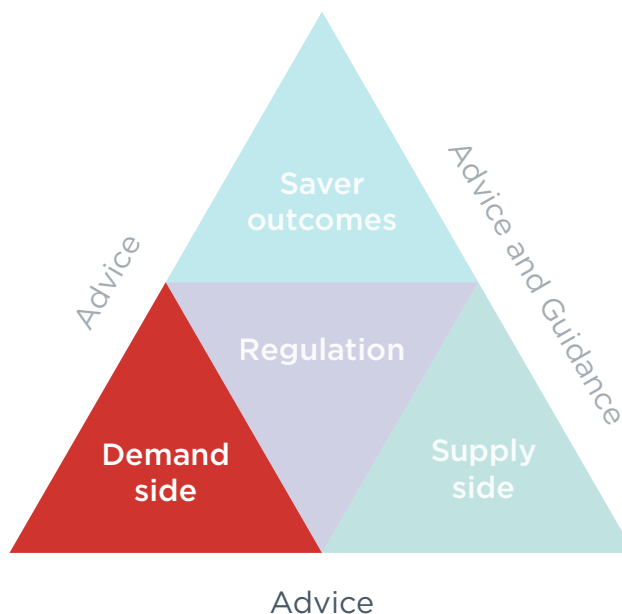 Saver
outcomes
Advice
Advice and Guidance
Regulation
Demand
side
Supply
side
Advice